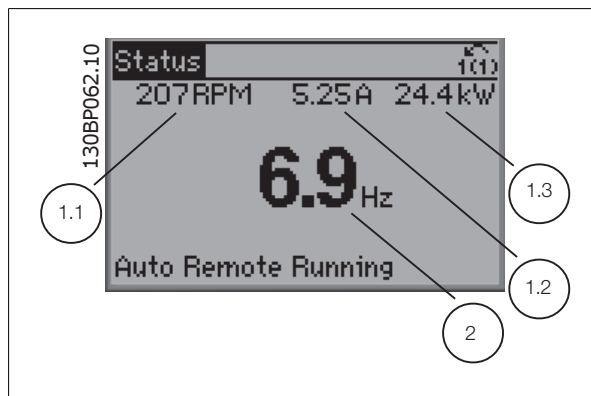 130BP062.10
Status
1(1)
207RPM 5.25A 24.4kW
6.9Hz
Auto Remote Running
1.1
1.3
1.2
2